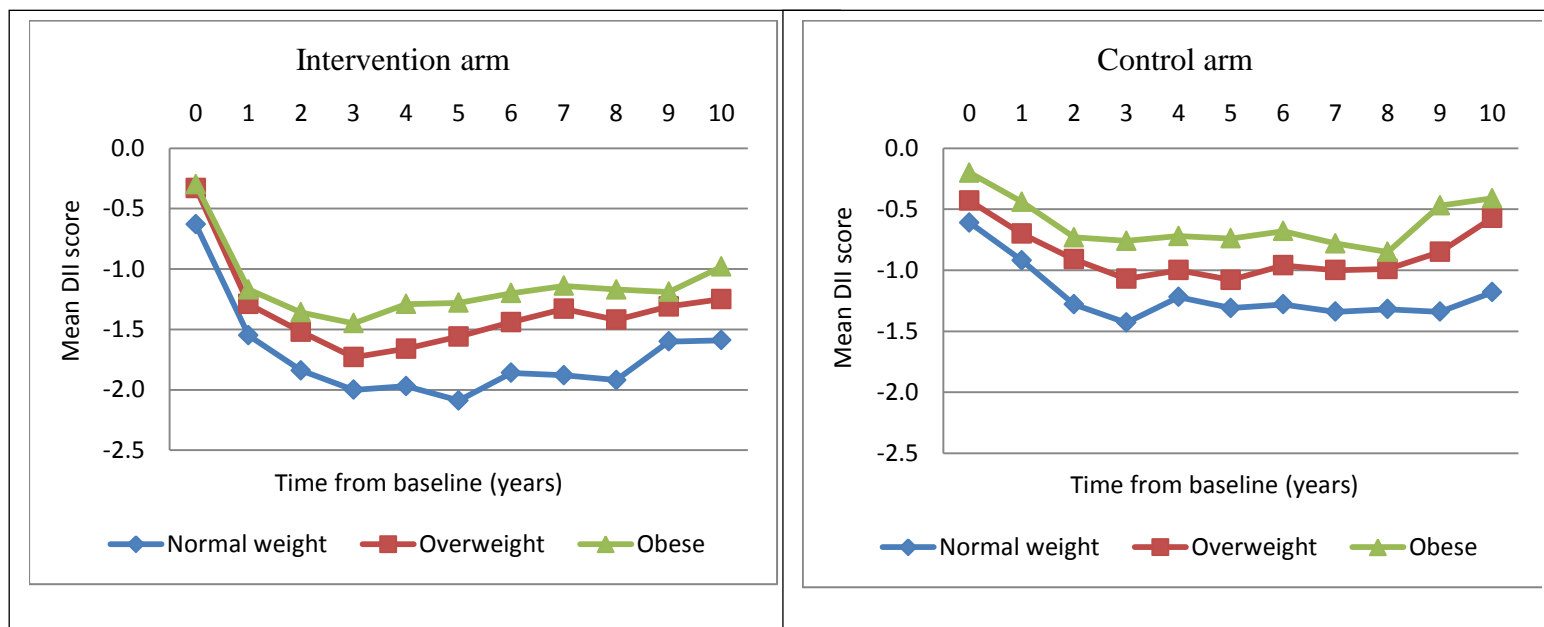 Intervention arm
0 1 2 3 4 5 6 7 8 9 10
0.0
-0.5
-1.0
-1.5
-2.0
-2.5
Mean DII score
Time from baseline (years)
Normal weight Overweight Obese
Control arm
0 1 2 3 4 5 6 7 8 9 10
0.0
-0.5
-1.0
-1.5
-2.0
-2.5
Mean DII score
Time from baseline (years)
Normal weight Overweight Obese